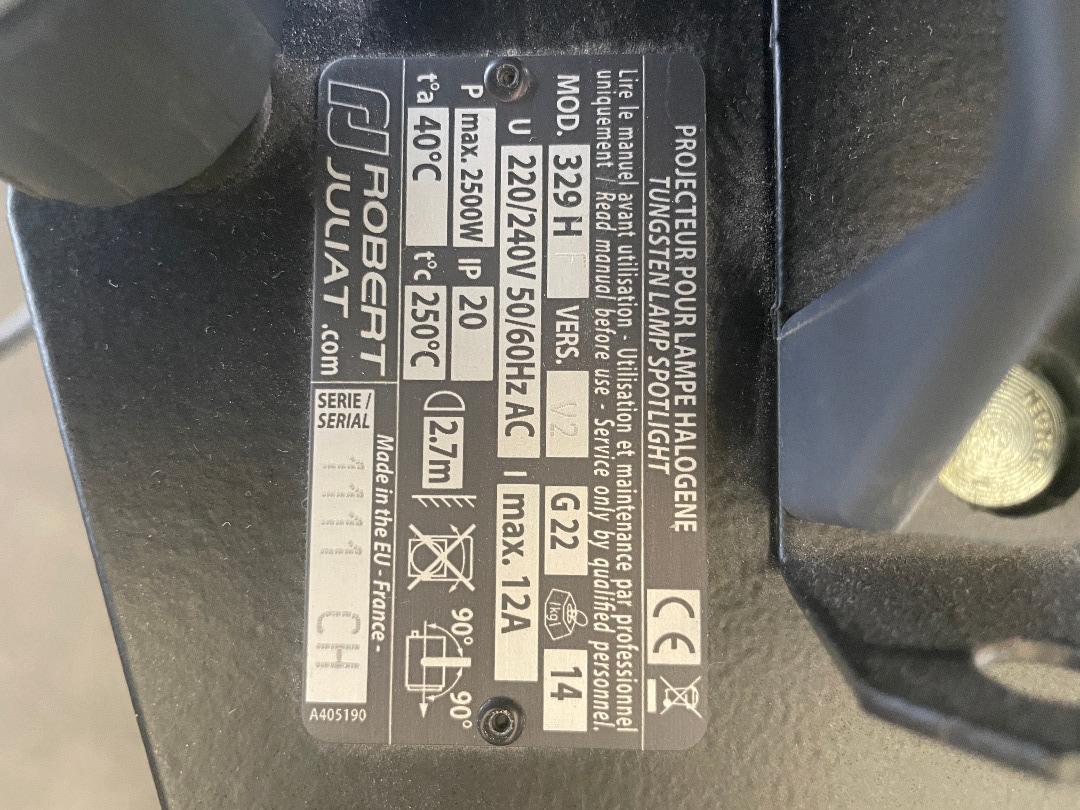 PROJECTEUR POUR LAMPE HALOGENE
TUNGSTEN LAMP SPOTLIGHT
CE
Lire le manuel avant utilisation - Utilisation et maintenance par professionnel
uniquement / Read manual before use - Service only by qualified personnel.
MOD. 329 H VERS. V2 G 22 kg 14
U 220/240V 50/60Hz AC I max. 12A
P max. 2500W IP 20 2.7m 90° 90°
t°a 40°C t°c 250°C
ROBERT
JULIAT .com
Made in the EU - France -
SERIE /
SERIAL
CH
A405190